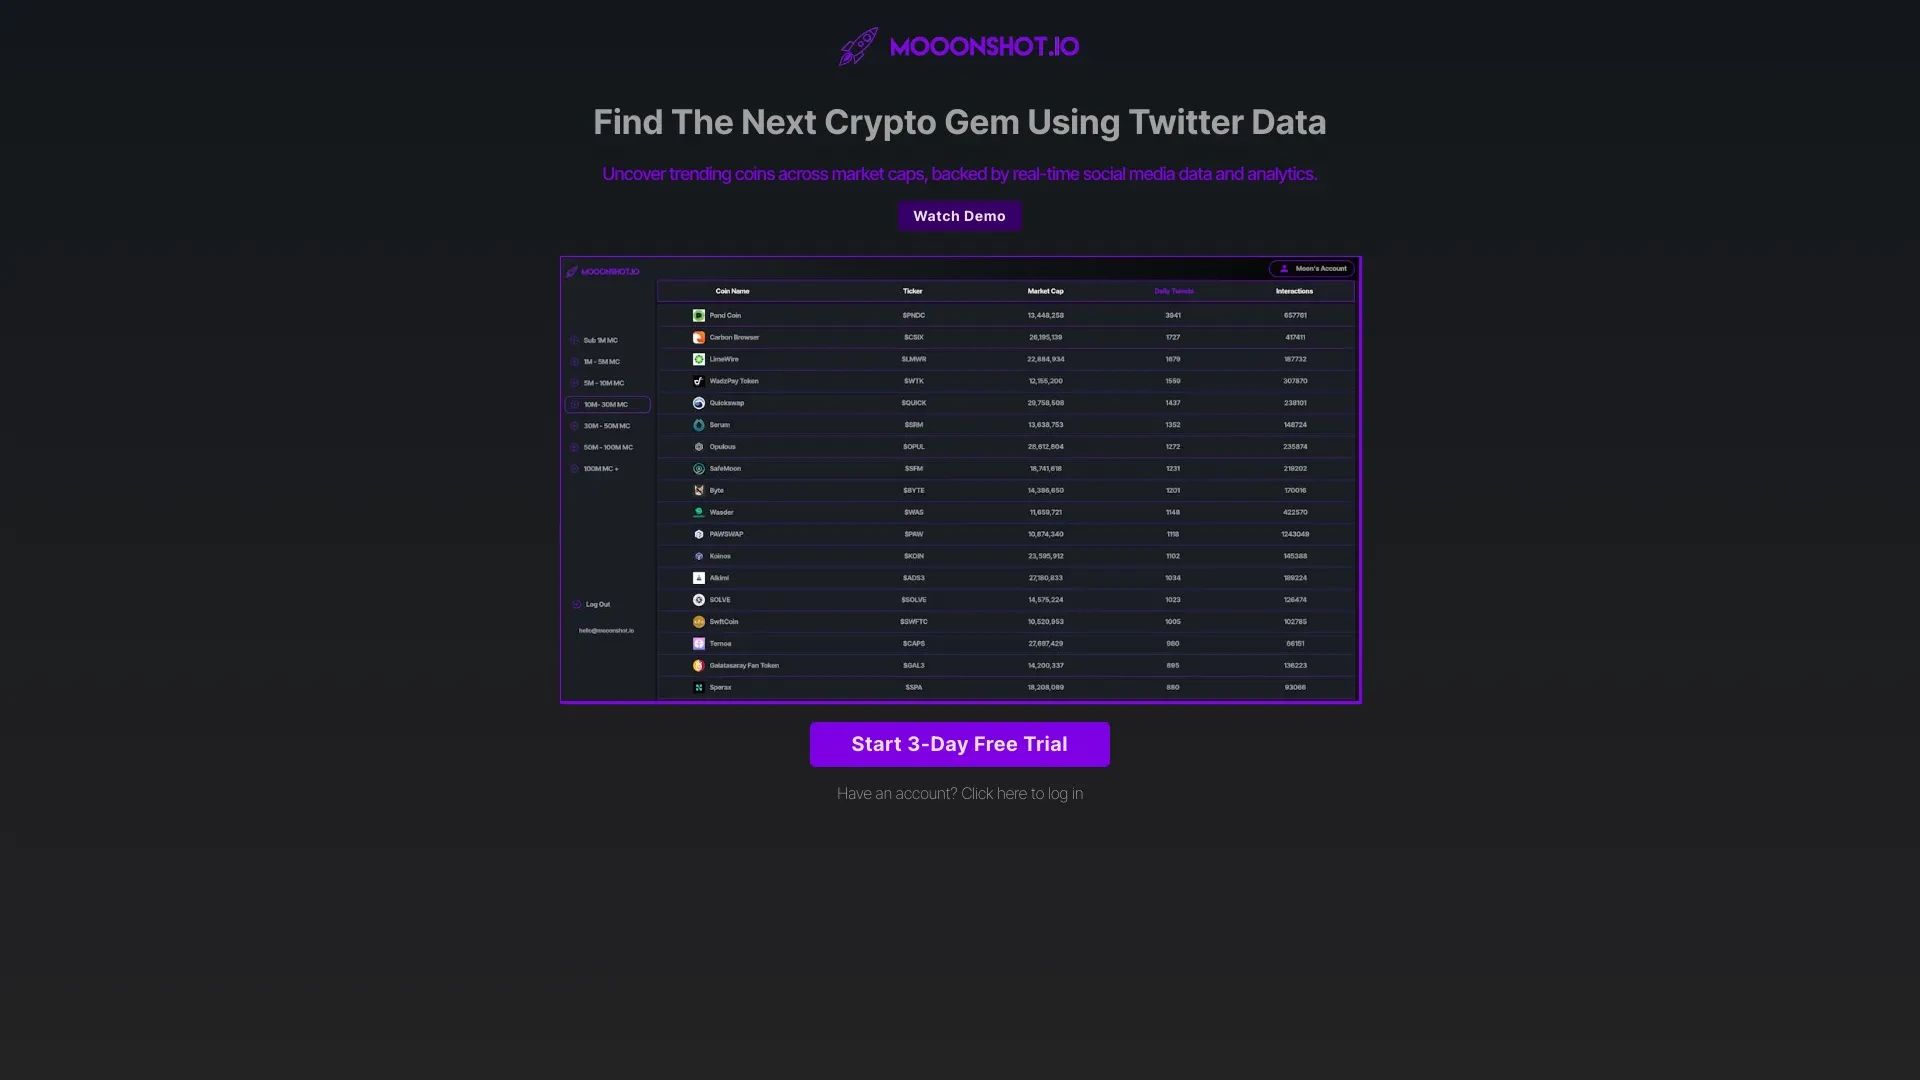 MOOONSHOT.IO
Find The Next Crypto Gem Using Twitter Data
Uncover trending coins across market caps, backed by real-time social media data and analytics.
Watch Demo
MOOONSHOT.IO
Moon's Account
Coin Name Ticker Market Cap Daily Tweets Interactions
Pond Coin $PNDC 13,448,258 3941 657761
Carbon Browser $CSIX 26,195,139 1727 417411
Sub 1M MC
LimeWire $LMWR 22,884,934 1679 187732
1M - 5M MC
WadzPay Token $WTK 12,155,200 1559 307870
5M - 10M MC
Quickswap $QUICK 29,758,508 1437 238101
10M- 30M MC
Serum $SRM 13,638,753 1352 148724
30M - 50M MC
Opulous $OPUL 28,612,804 1272 235874
50M - 100M MC
SafeMoon $SFM 18,741,618 1231 219202
100M MC +
Byte $BYTE 14,386,650 1201 170016
Wasder $WAS 11,659,721 1148 422570
PAWSWAP $PAW 10,874,340 1118 1243049
Koinos $KOIN 23,595,912 1102 145388
Alkimi $ADS3 27,180,833 1034 189224
SOLVE $SOLVE 14,575,224 1023 126474
Log Out
SwftCoin $SWFTC 10,520,953 1005 102785
hello@mooonshot.io
Ternoa $CAPS 27,697,429 980 66151
Galatasaray Fan Token $GAL3 14,200,337 895 136223
Sperax $SPA 18,208,099 880 93066
Start 3-Day Free Trial
Have an account? Click here to log in